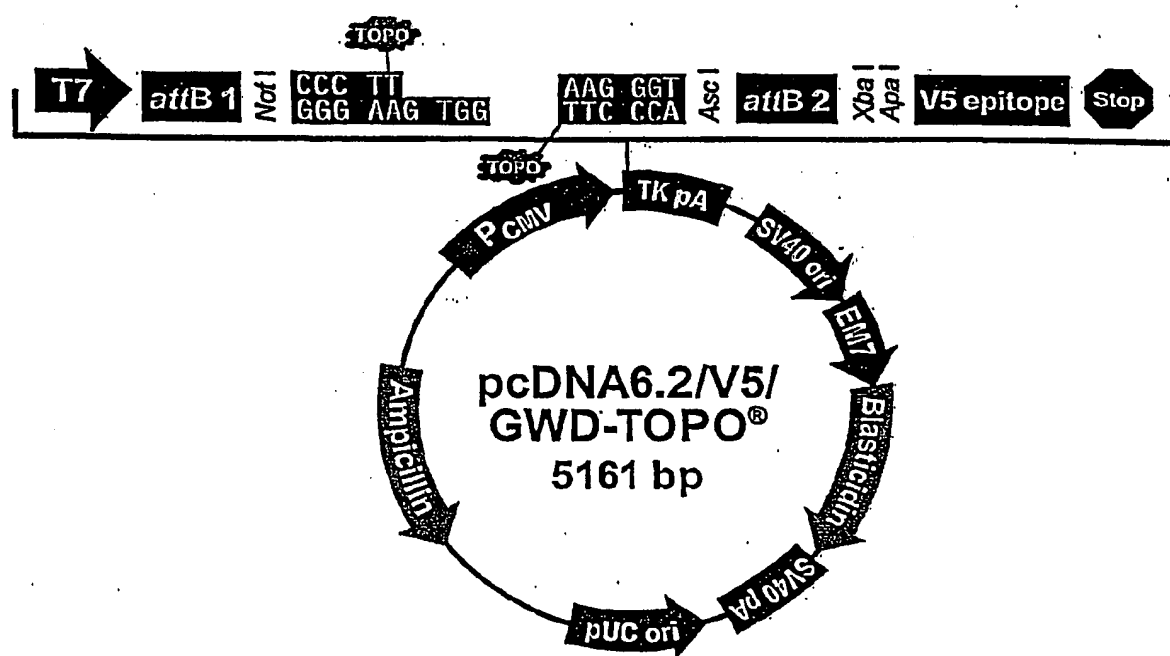 TOPO
T7
attB 1
Not I
CCC TT
GGG AAG TGG
AAG GGT
TTC CCA
Asc I
attB 2
Xba I
Apa I
V5 epitope
Stop
TOPO
PCMV
TK pA
SV40 ori
EM7
Blasticidin
SV40 pA
pUC ori
Ampicillin
pcDNA6.2/V5/
GWD-TOPO®
5161 bp